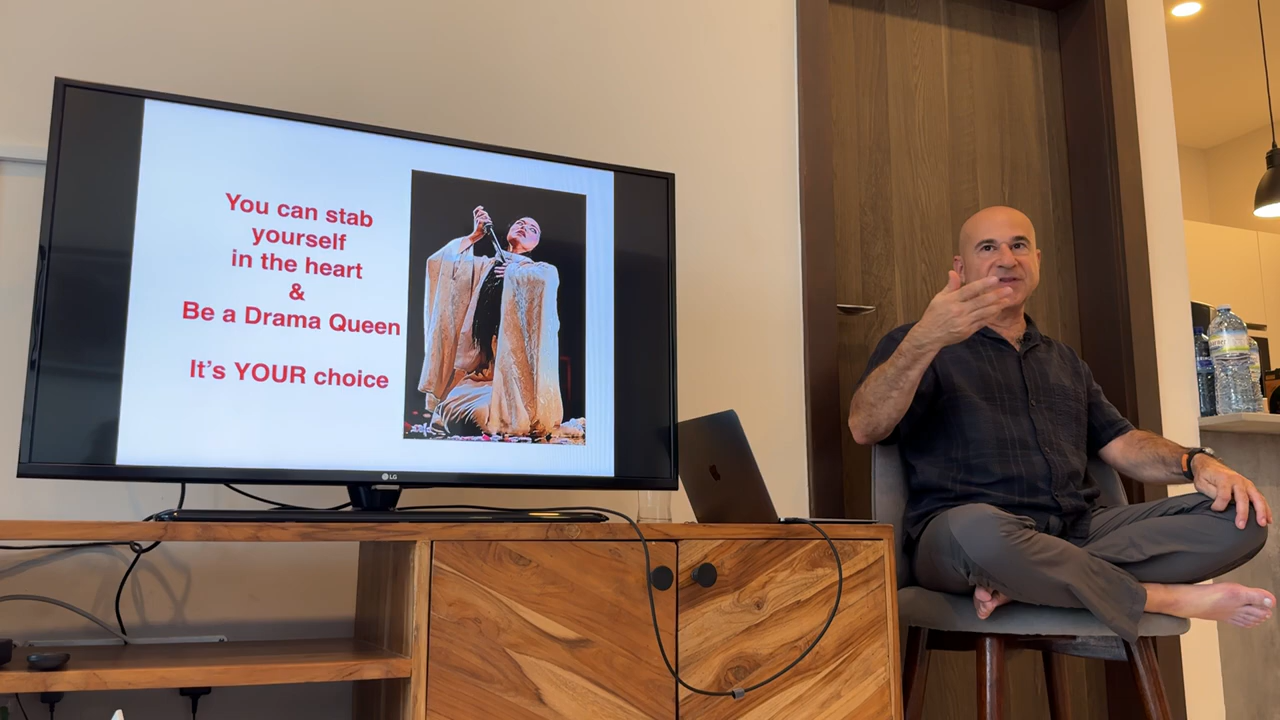 You can stab
yourself
in the heart
&
Be a Drama Queen
It's YOUR choice
LG